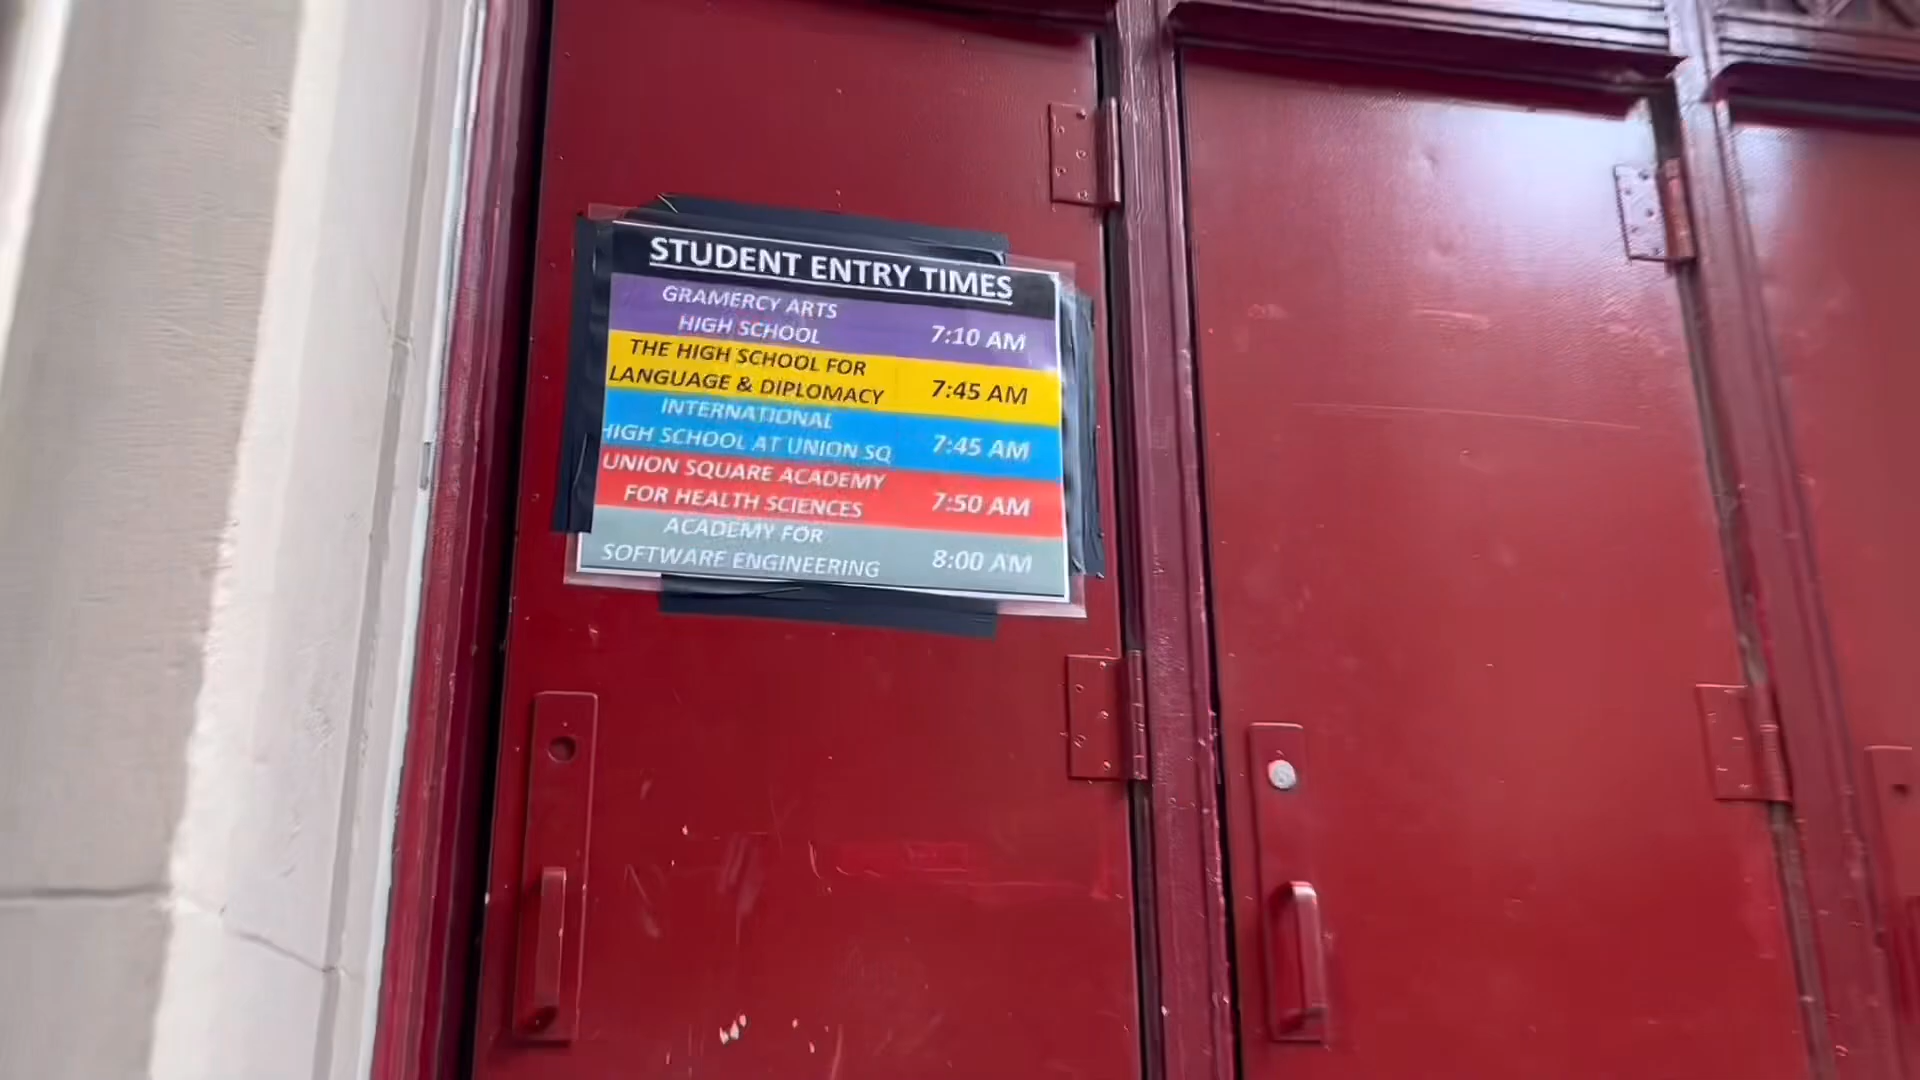 STUDENT ENTRY TIMES
GRAMERCY ARTS
HIGH SCHOOL 7:10 AM
THE HIGH SCHOOL FOR
LANGUAGE & DIPLOMACY 7:45 AM
INTERNATIONAL
HIGH SCHOOL AT UNION SQ 7:45 AM
UNION SQUARE ACADEMY
FOR HEALTH SCIENCES 7:50 AM
ACADEMY FOR
SOFTWARE ENGINEERING 8:00 AM